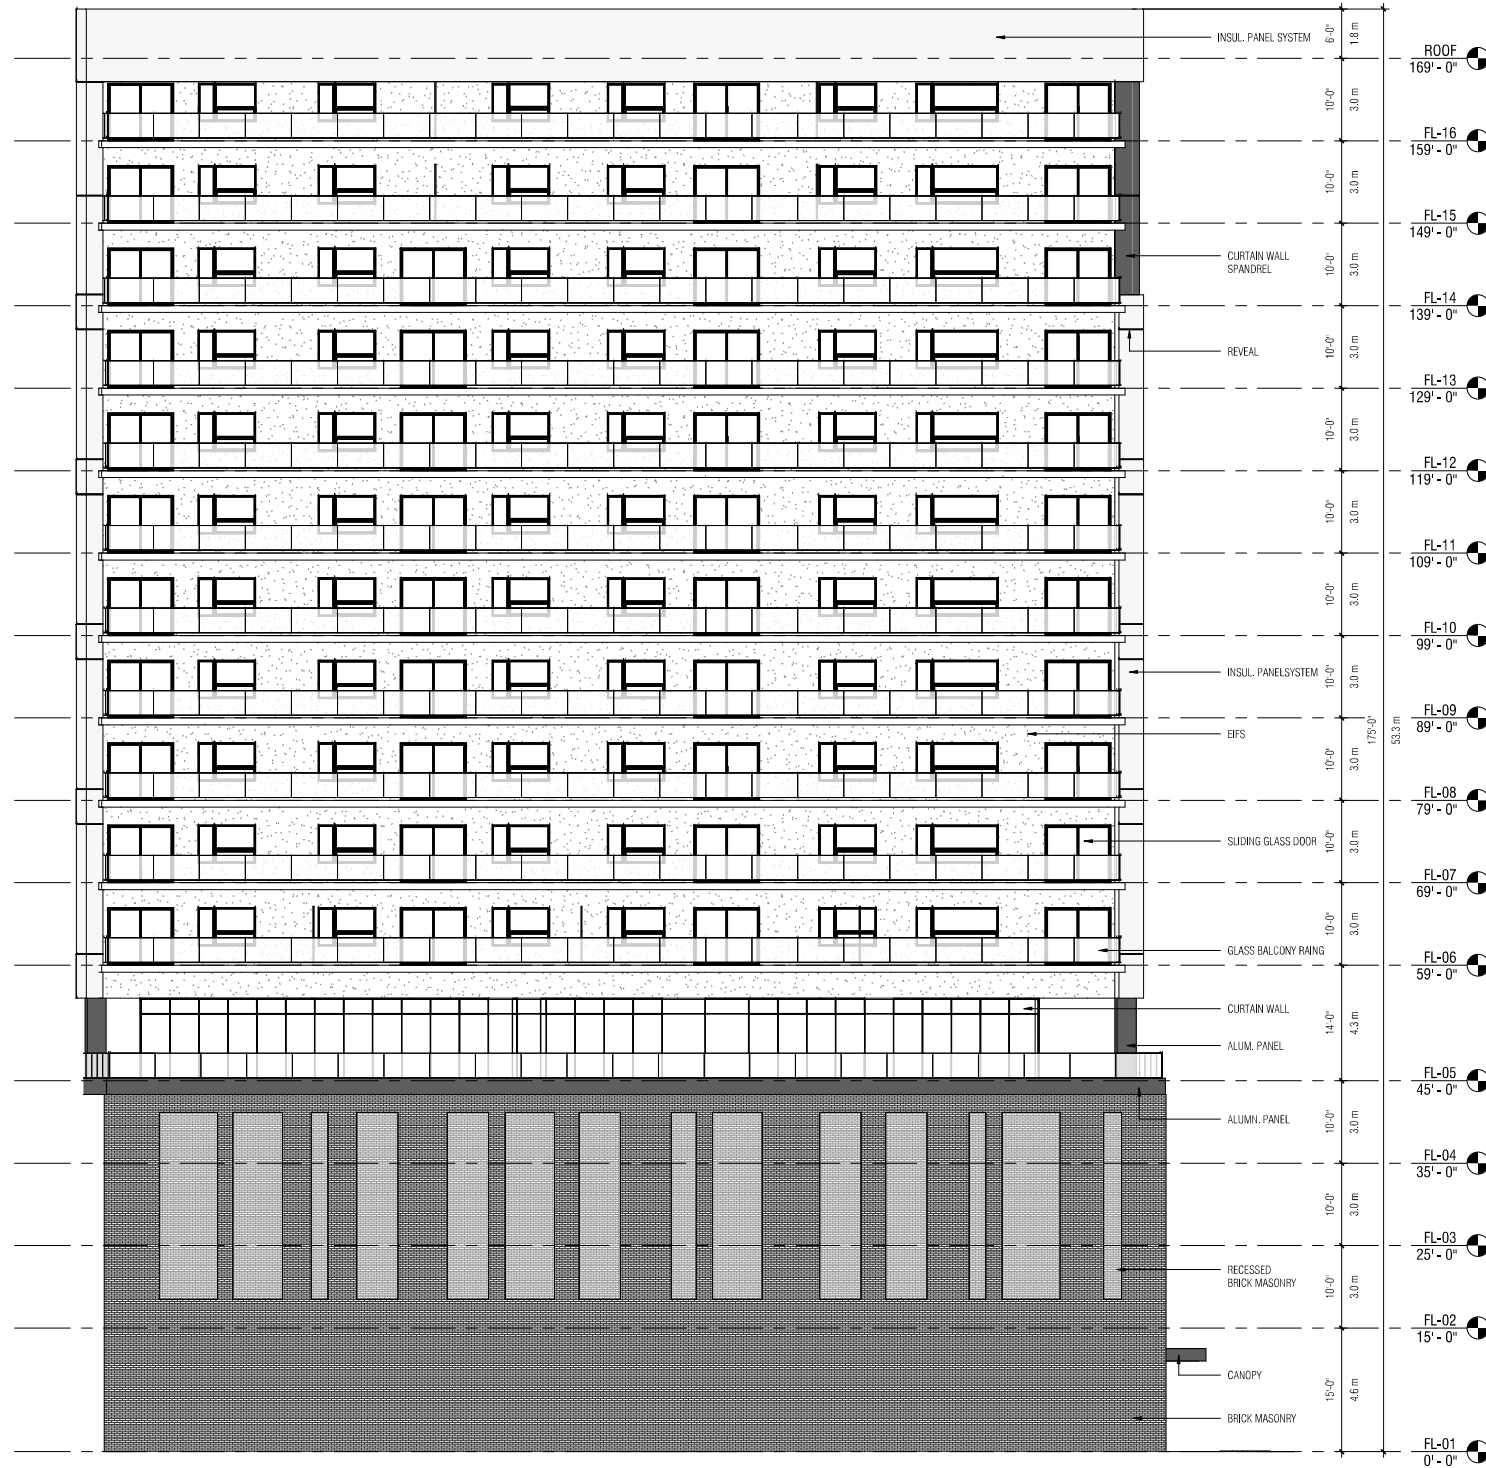 INSUL. PANEL SYSTEM
6'-0"
1.8 m
ROOF
169' - 0"
10'-0"
3.0 m
FL-16
159' - 0"
10'-0"
3.0 m
FL-15
149' - 0"
CURTAIN WALL
SPANDREL
10'-0"
3.0 m
FL-14
139' - 0"
REVEAL
10'-0"
3.0 m
FL-13
129' - 0"
10'-0"
3.0 m
FL-12
119' - 0"
10'-0"
3.0 m
FL-11
109' - 0"
10'-0"
3.0 m
FL-10
99' - 0"
INSUL. PANELSYSTEM
10'-0"
3.0 m
FL-09
89' - 0"
175'-0"
53.3 m
EIFS
10'-0"
3.0 m
FL-08
79' - 0"
SLIDING GLASS DOOR
10'-0"
3.0 m
FL-07
69' - 0"
10'-0"
3.0 m
GLASS BALCONY RAING
FL-06
59' - 0"
CURTAIN WALL
14'-0"
4.3 m
ALUM. PANEL
FL-05
45' - 0"
ALUMN. PANEL
10'-0"
3.0 m
FL-04
35' - 0"
10'-0"
3.0 m
FL-03
25' - 0"
RECESSED
BRICK MASONRY
10'-0"
3.0 m
FL-02
15' - 0"
CANOPY
15'-0"
4.6 m
BRICK MASONRY
FL-01
0' - 0"